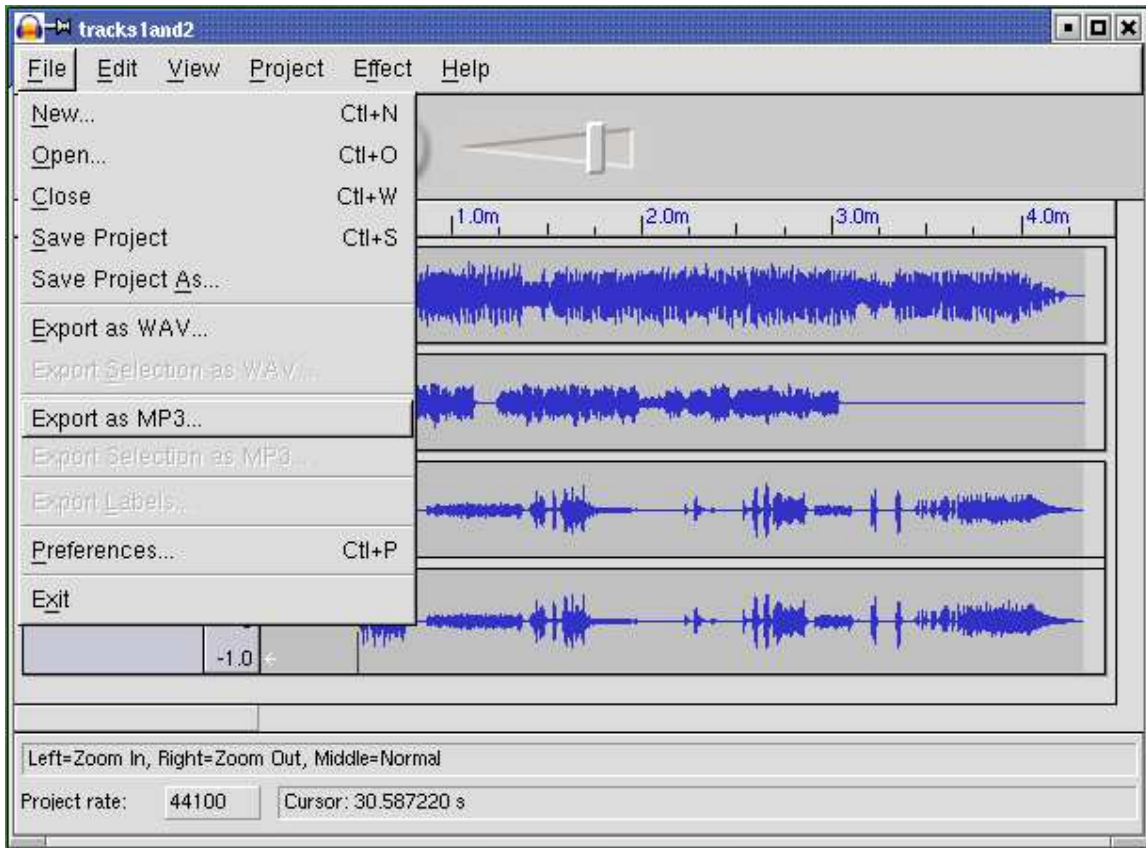 tracks1and2
File Edit View Project Effect Help
New... Ctl+N
Open... Ctl+O
Close Ctl+W
Save Project Ctl+S
Save Project As...
Export as WAV...
Export Selection as WAV...
Export as MP3...
Export Selection as MP3...
Export Labels...
Preferences... Ctl+P
Exit
1.0m 2.0m 3.0m 4.0m
-1.0
Left=Zoom In, Right=Zoom Out, Middle=Normal
Project rate: 44100 Cursor: 30.587220 s